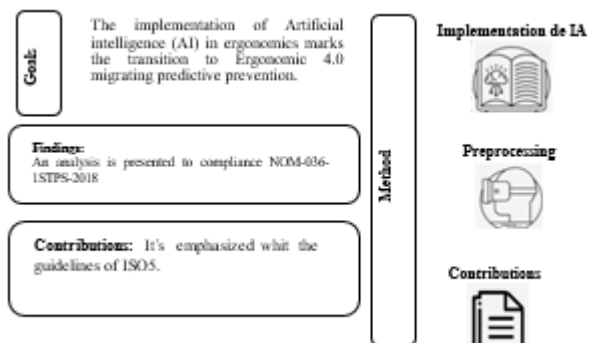 Goal:
The implementation of Artificial
intelligence (AI) in ergonomics marks
the transition to Ergonomic 4.0
migrating predictive prevention.
Findings:
An analysis is presented to compliance NOM-036-
1STPS-2018
Contributions: It's emphasized whit the
guidelines of ISO5.
Method
Implementation de IA
Preprocessing
Contributions